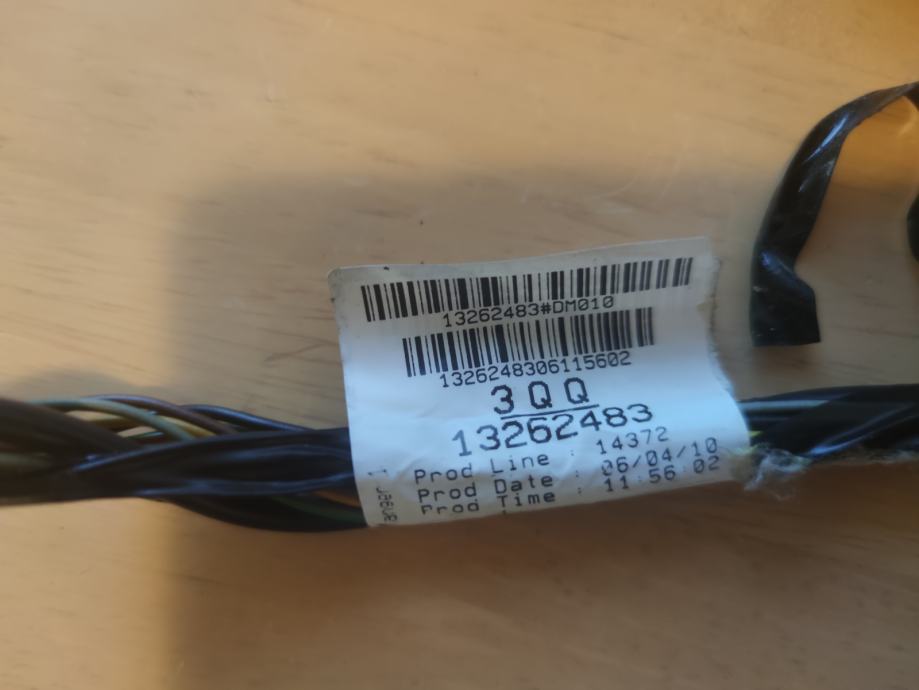 13262483#DM010
1326248306115602
3QQ
13262483
Prod Line : 14372
Prod Date : 06/04/10
Prod Time : 11:56:02